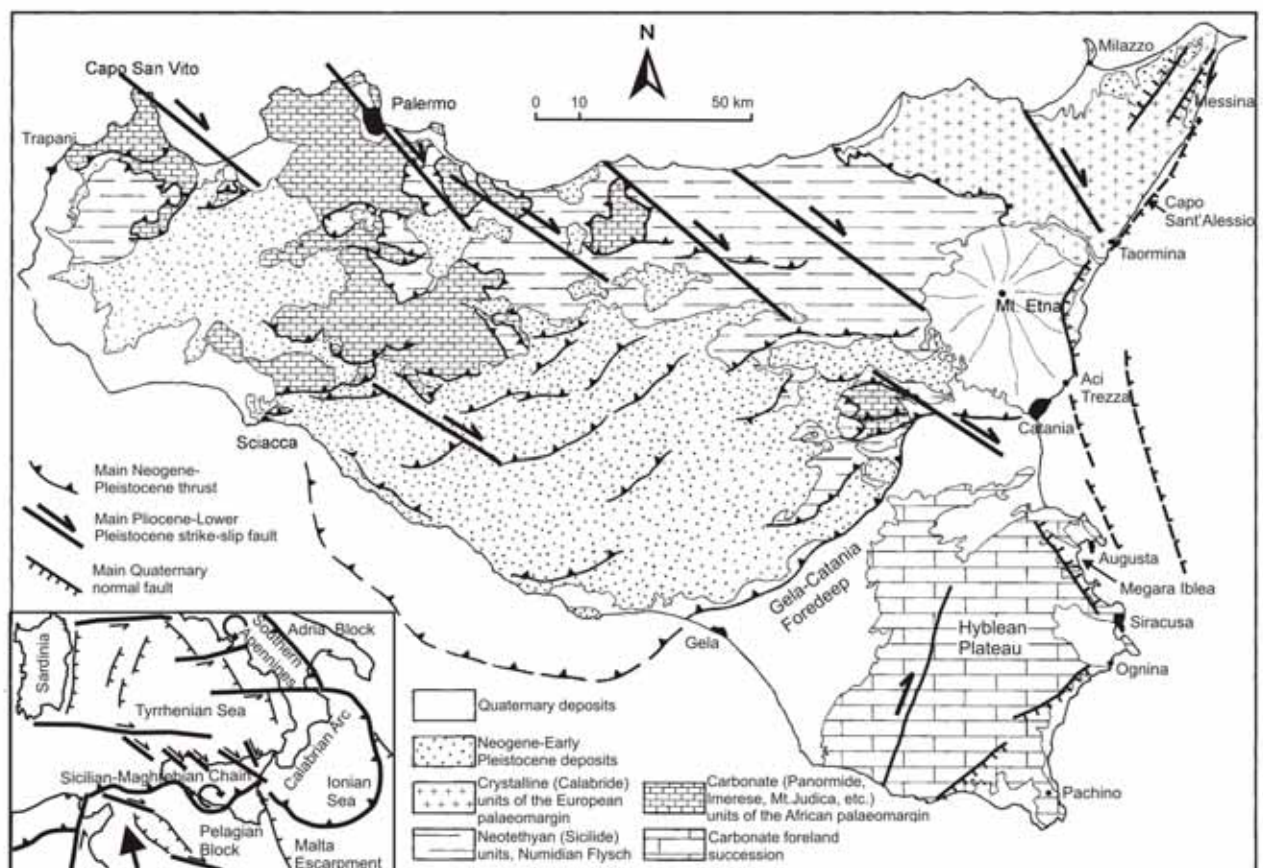 N
Milazzo
Capo San Vito
0 10 50 km
Palermo
Messina
Trapani
Capo
Sant'Alessio
Taormina
Mt. Etna
Aci
Trezza
Catania
Sciacca
Main Neogene-
Pleistocene thrust
Main Pliocene-Lower
Pleistocene strike-slip fault
Main Quaternary
normal fault
Gela-Catania
Foredeep
Augusta
Megara Iblea
Hyblean
Plateau
Siracusa
Gela
Ognina
Pachino
Sardinia
Southern
Apennines
Adria Block
Tyrrhenian Sea
Calabrian Arc
Sicilian-Maghrebian Chain
Ionian
Sea
Pelagian
Block
Malta
Escarpment
Quaternary deposits
Neogene-Early
Pleistocene deposits
Crystalline (Calabride)
units of the European
palaeomargin
Neotethyan (Sicilide)
units, Numidian Flysch
Carbonate (Panormide,
Imerese, Mt.Judica, etc.)
units of the African palaeomargin
Carbonate foreland
succession